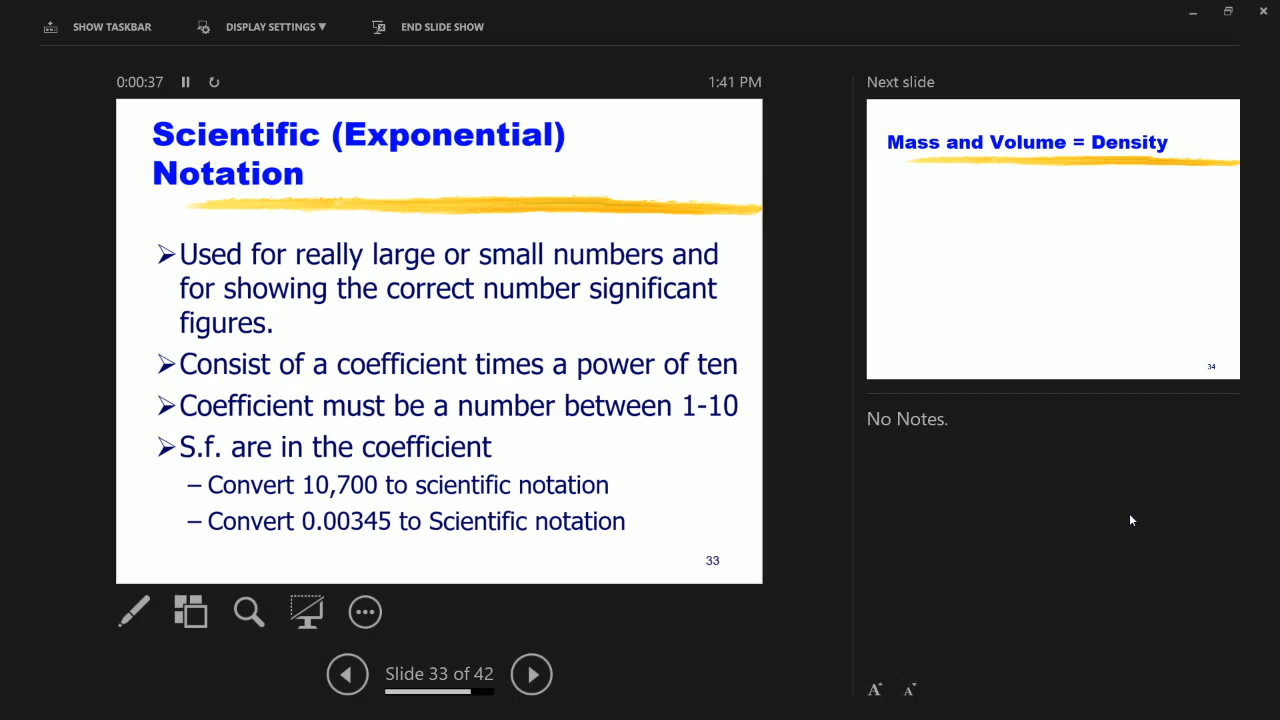 SHOW TASKBAR
DISPLAY SETTINGS ▼
END SLIDE SHOW
0:00:37
1:41 PM
Scientific (Exponential)
Notation
➢Used for really large or small numbers and
for showing the correct number significant
figures.
➢Consist of a coefficient times a power of ten
➢Coefficient must be a number between 1-10
➢S.f. are in the coefficient
– Convert 10,700 to scientific notation
– Convert 0.00345 to Scientific notation
33
Slide 33 of 42
Next slide
Mass and Volume = Density
34
No Notes.
A A